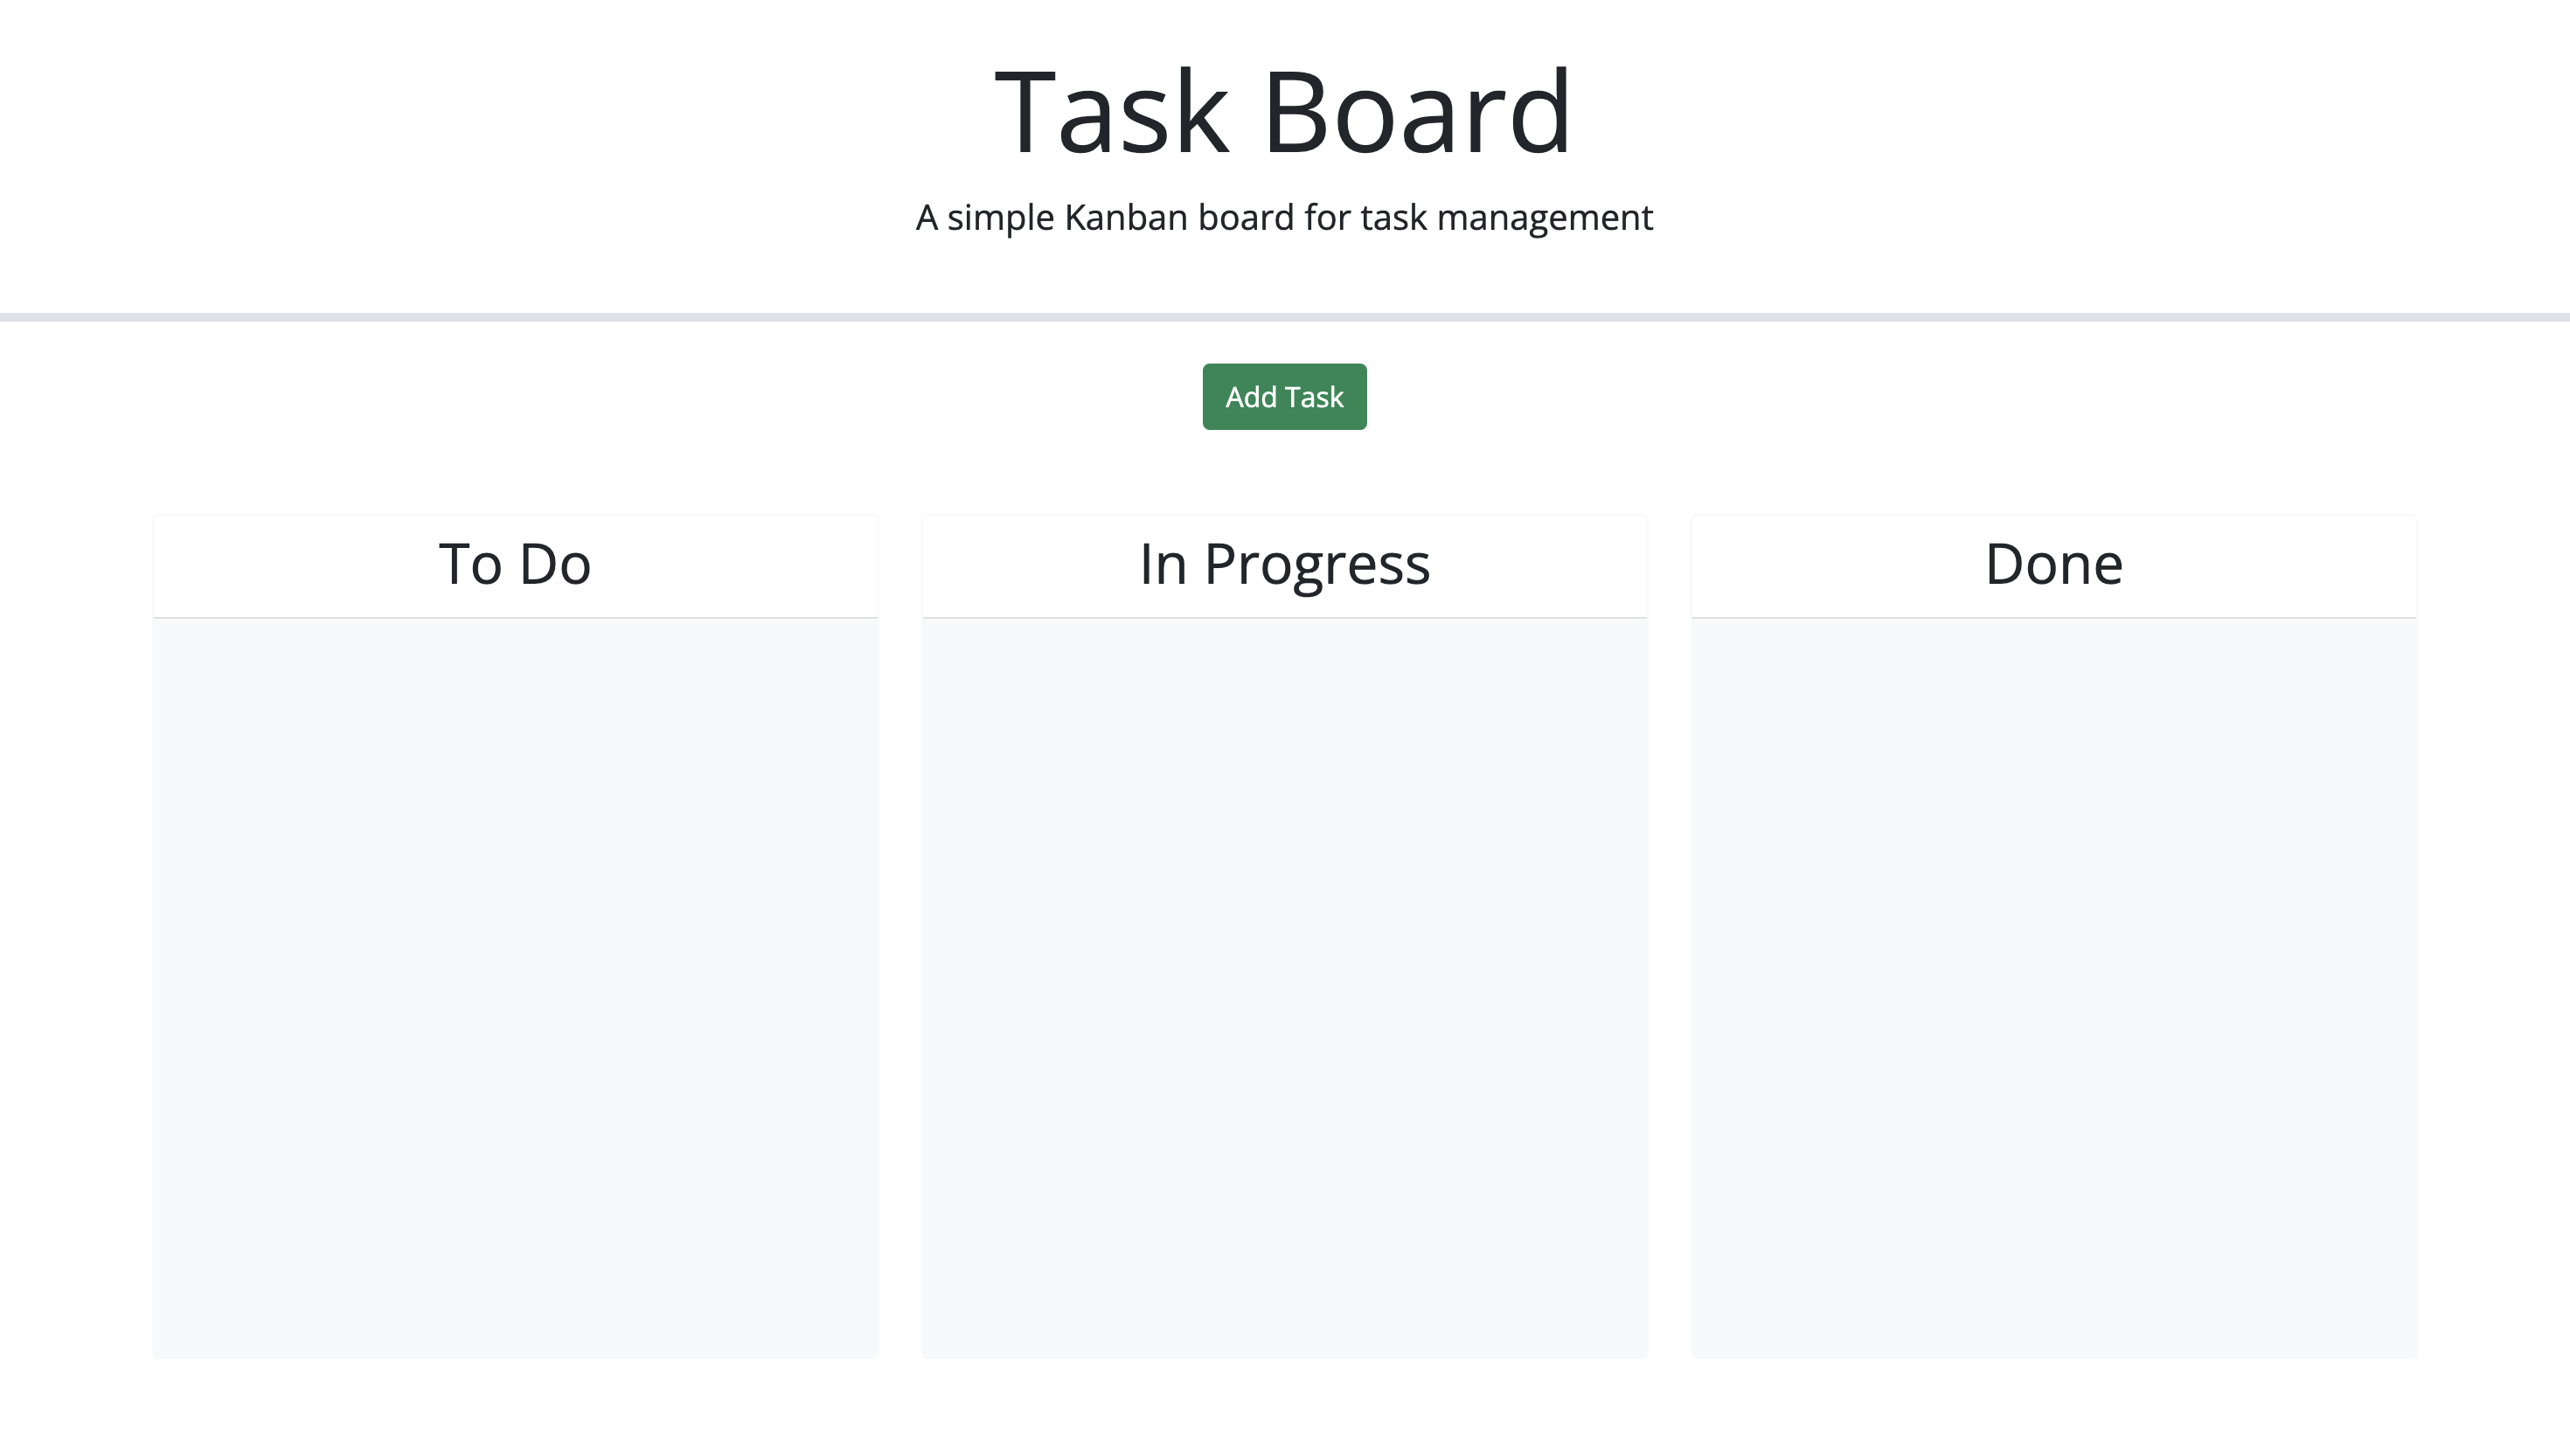 Task Board
A simple Kanban board for task management
Add Task
To Do
In Progress
Done